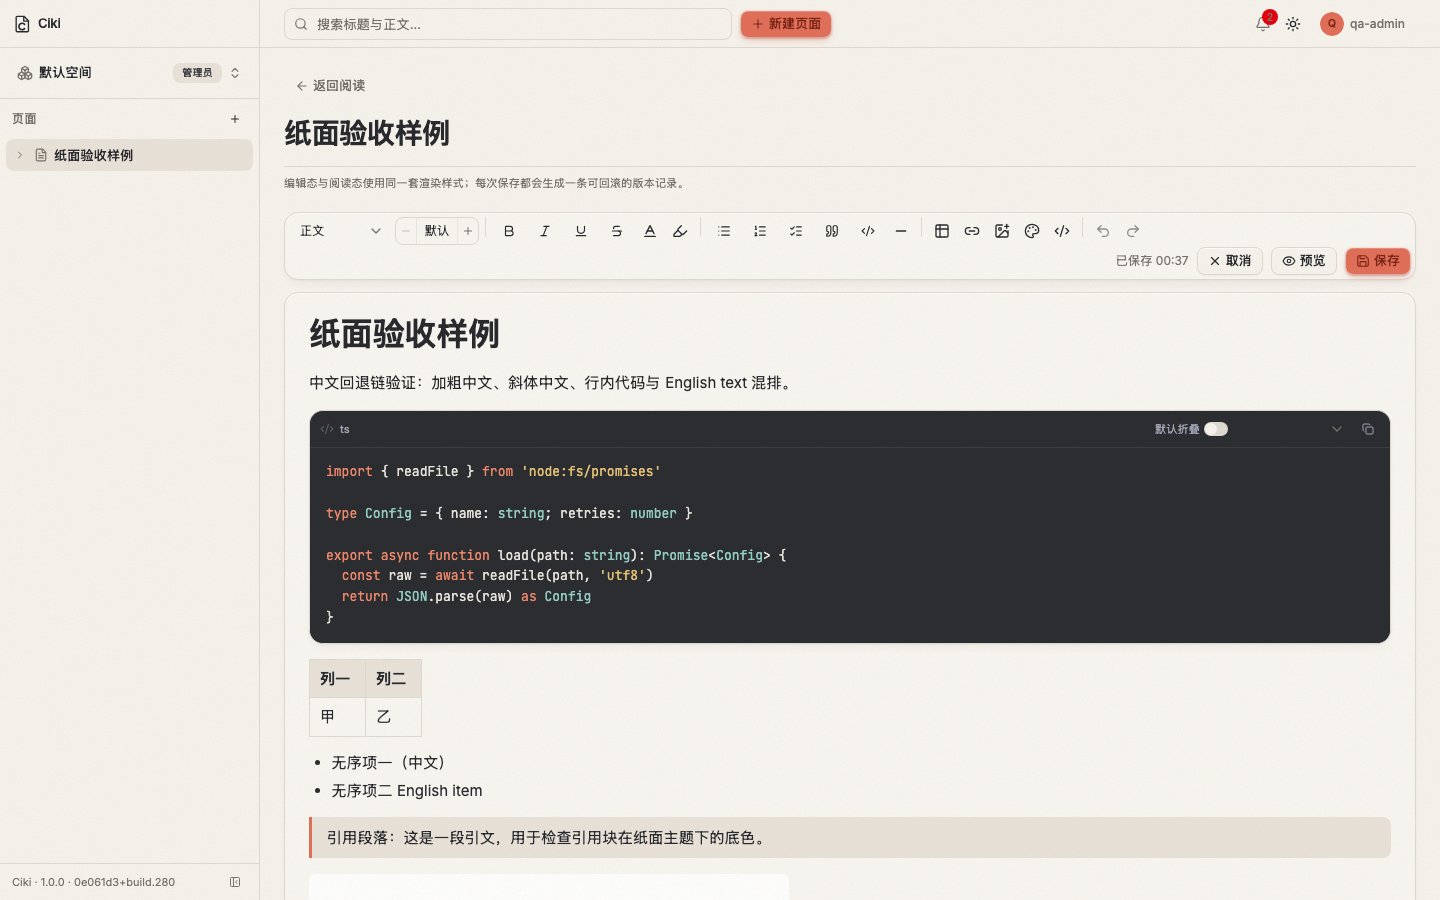 Ciki
搜索标题与正文...
新建页面
2
Q
qa-admin
默认空间
管理员
页面
纸面验收样例
返回阅读
纸面验收样例
编辑态与阅读态使用同一套渲染样式；每次保存都会生成一条可回滚的版本记录。
正文
默认
已保存 00:37
取消
预览
保存
纸面验收样例
中文回退链验证：加粗中文、斜体中文、行内代码与 English text 混排。
ts
默认折叠
import { readFile } from 'node:fs/promises'
type Config = { name: string; retries: number }
export async function load(path: string): Promise<Config> {
  const raw = await readFile(path, 'utf8')
  return JSON.parse(raw) as Config
}
列一 列二
甲 乙
• 无序项一（中文）
• 无序项二 English item
引用段落：这是一段引文，用于检查引用块在纸面主题下的底色。
Ciki · 1.0.0 · 0e061d3+build.280